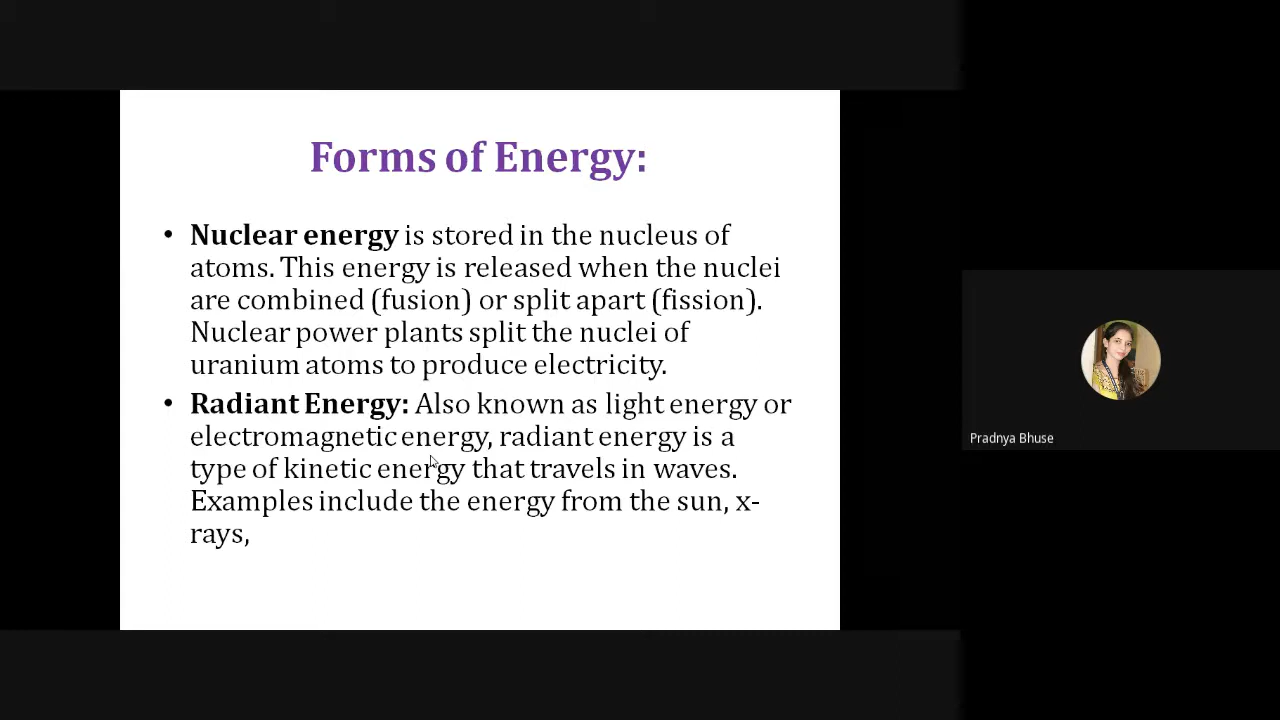 Forms of Energy:
• Nuclear energy is stored in the nucleus of
atoms. This energy is released when the nuclei
are combined (fusion) or split apart (fission).
Nuclear power plants split the nuclei of
uranium atoms to produce electricity.
• Radiant Energy: Also known as light energy or
electromagnetic energy, radiant energy is a
type of kinetic energy that travels in waves.
Examples include the energy from the sun, x-
rays,
Pradnya Bhuse